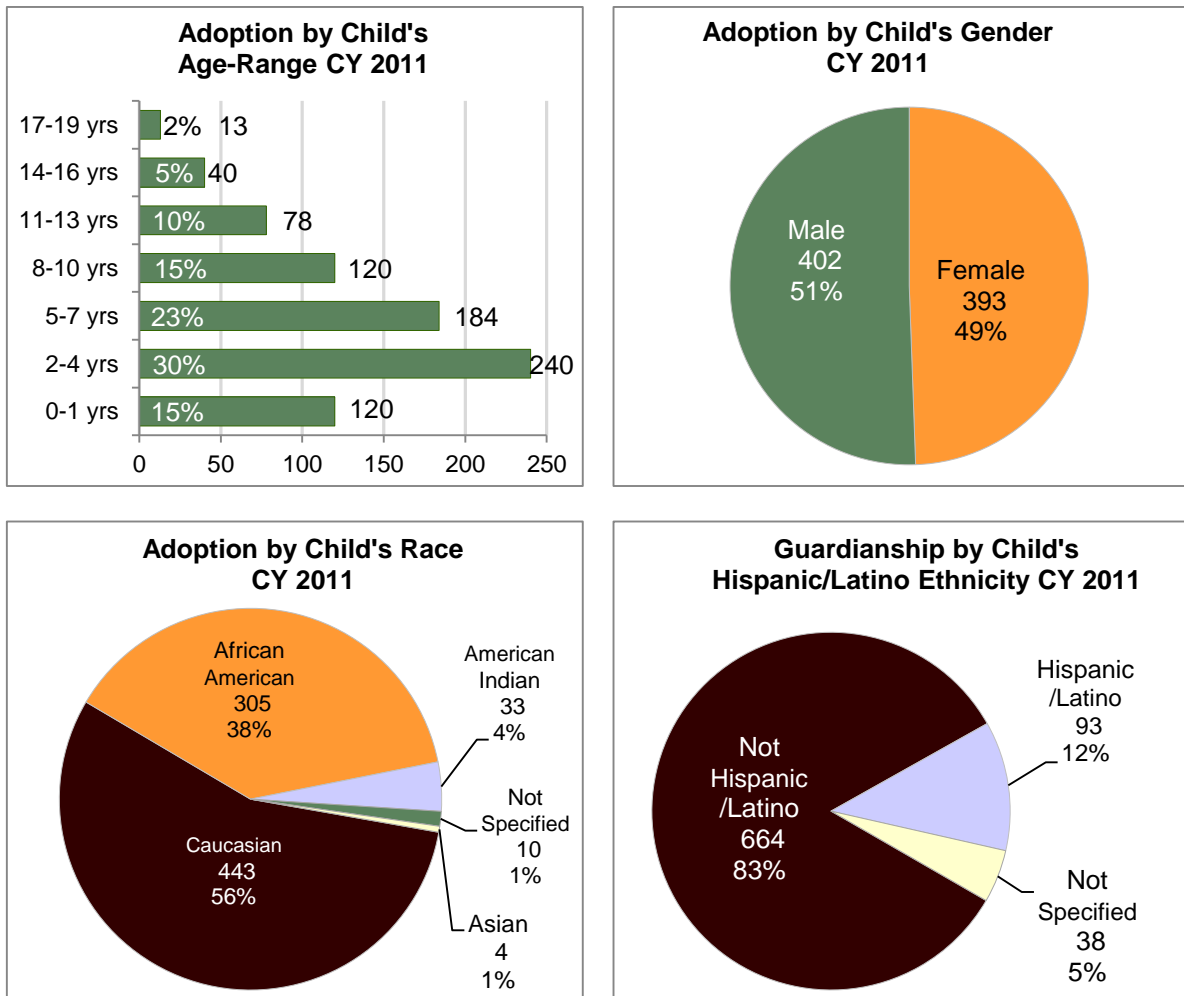 Adoption by Child's
Age-Range CY 2011
17-19 yrs
2% 13
14-16 yrs
5% 40
11-13 yrs
10% 78
8-10 yrs
15% 120
5-7 yrs
23% 184
2-4 yrs
30% 240
0-1 yrs
15% 120
0 50 100 150 200 250
Adoption by Child's Gender
CY 2011
Male
402
51%
Female
393
49%
Adoption by Child's Race
CY 2011
African
American
305
38%
American
Indian
33
4%
Not
Specified
10
1%
Asian
4
1%
Caucasian
443
56%
Guardianship by Child's
Hispanic/Latino Ethnicity CY 2011
Hispanic
/Latino
93
12%
Not
Hispanic
/Latino
664
83%
Not
Specified
38
5%